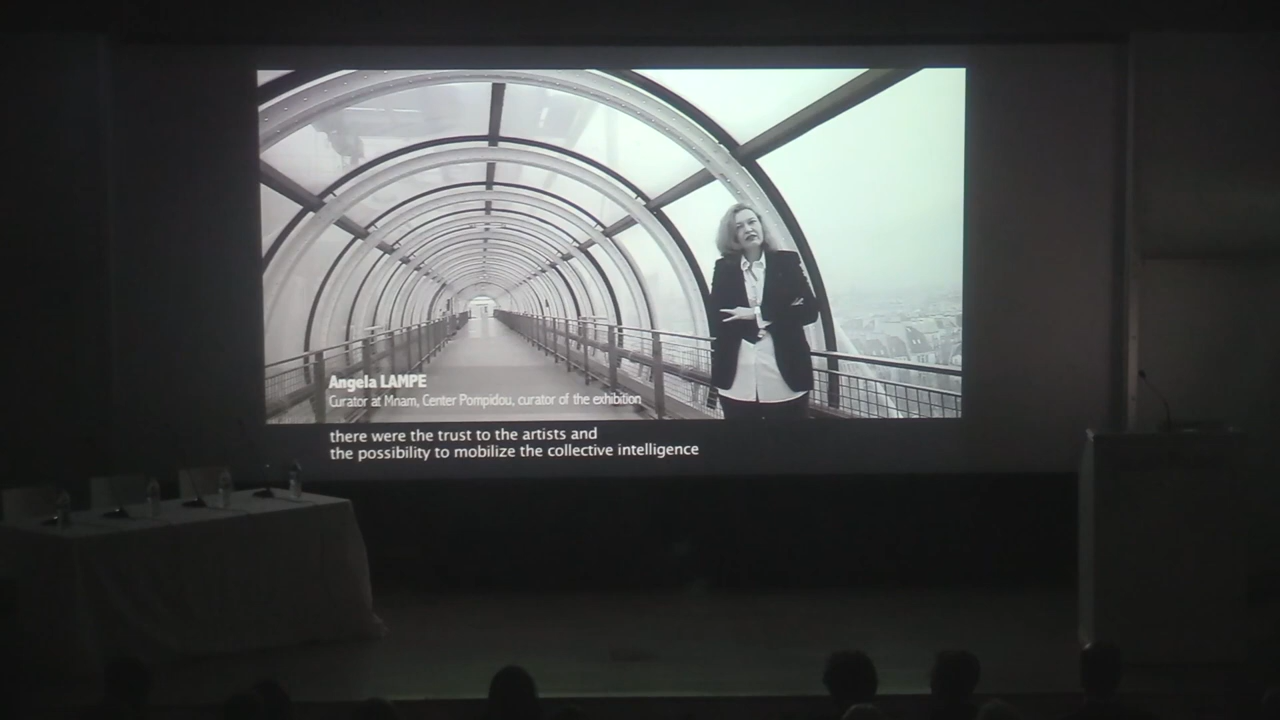 Angela LAMPE
Curator at Mnam, Center Pompidou, curator of the exhibition
there were the trust to the artists and
the possibility to mobilize the collective intelligence